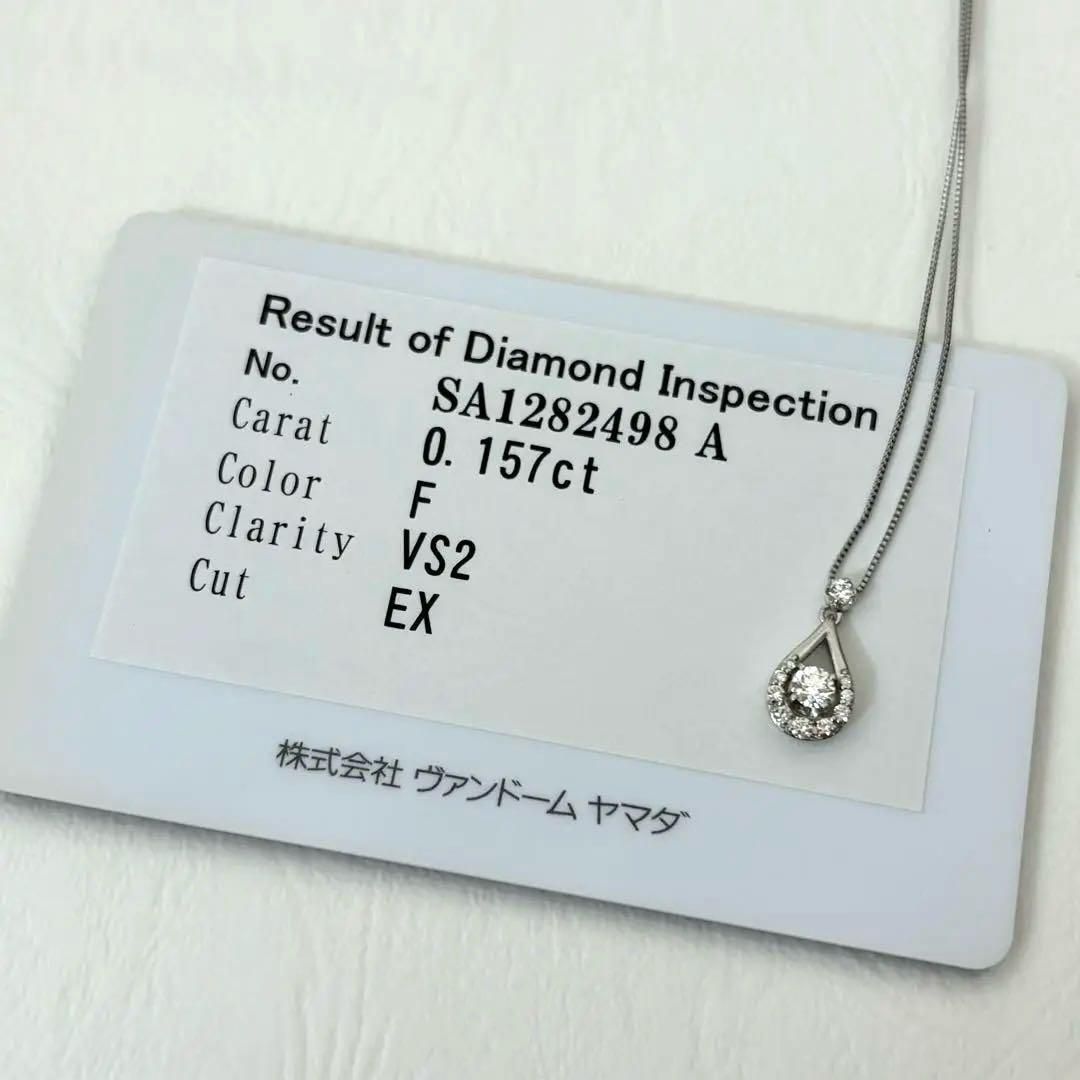 Result of Diamond Inspection
No. SA1282498 A
Carat 0.157ct
Color F
Clarity VS2
Cut EX
株式会社 ヴァンドーム ヤマダ